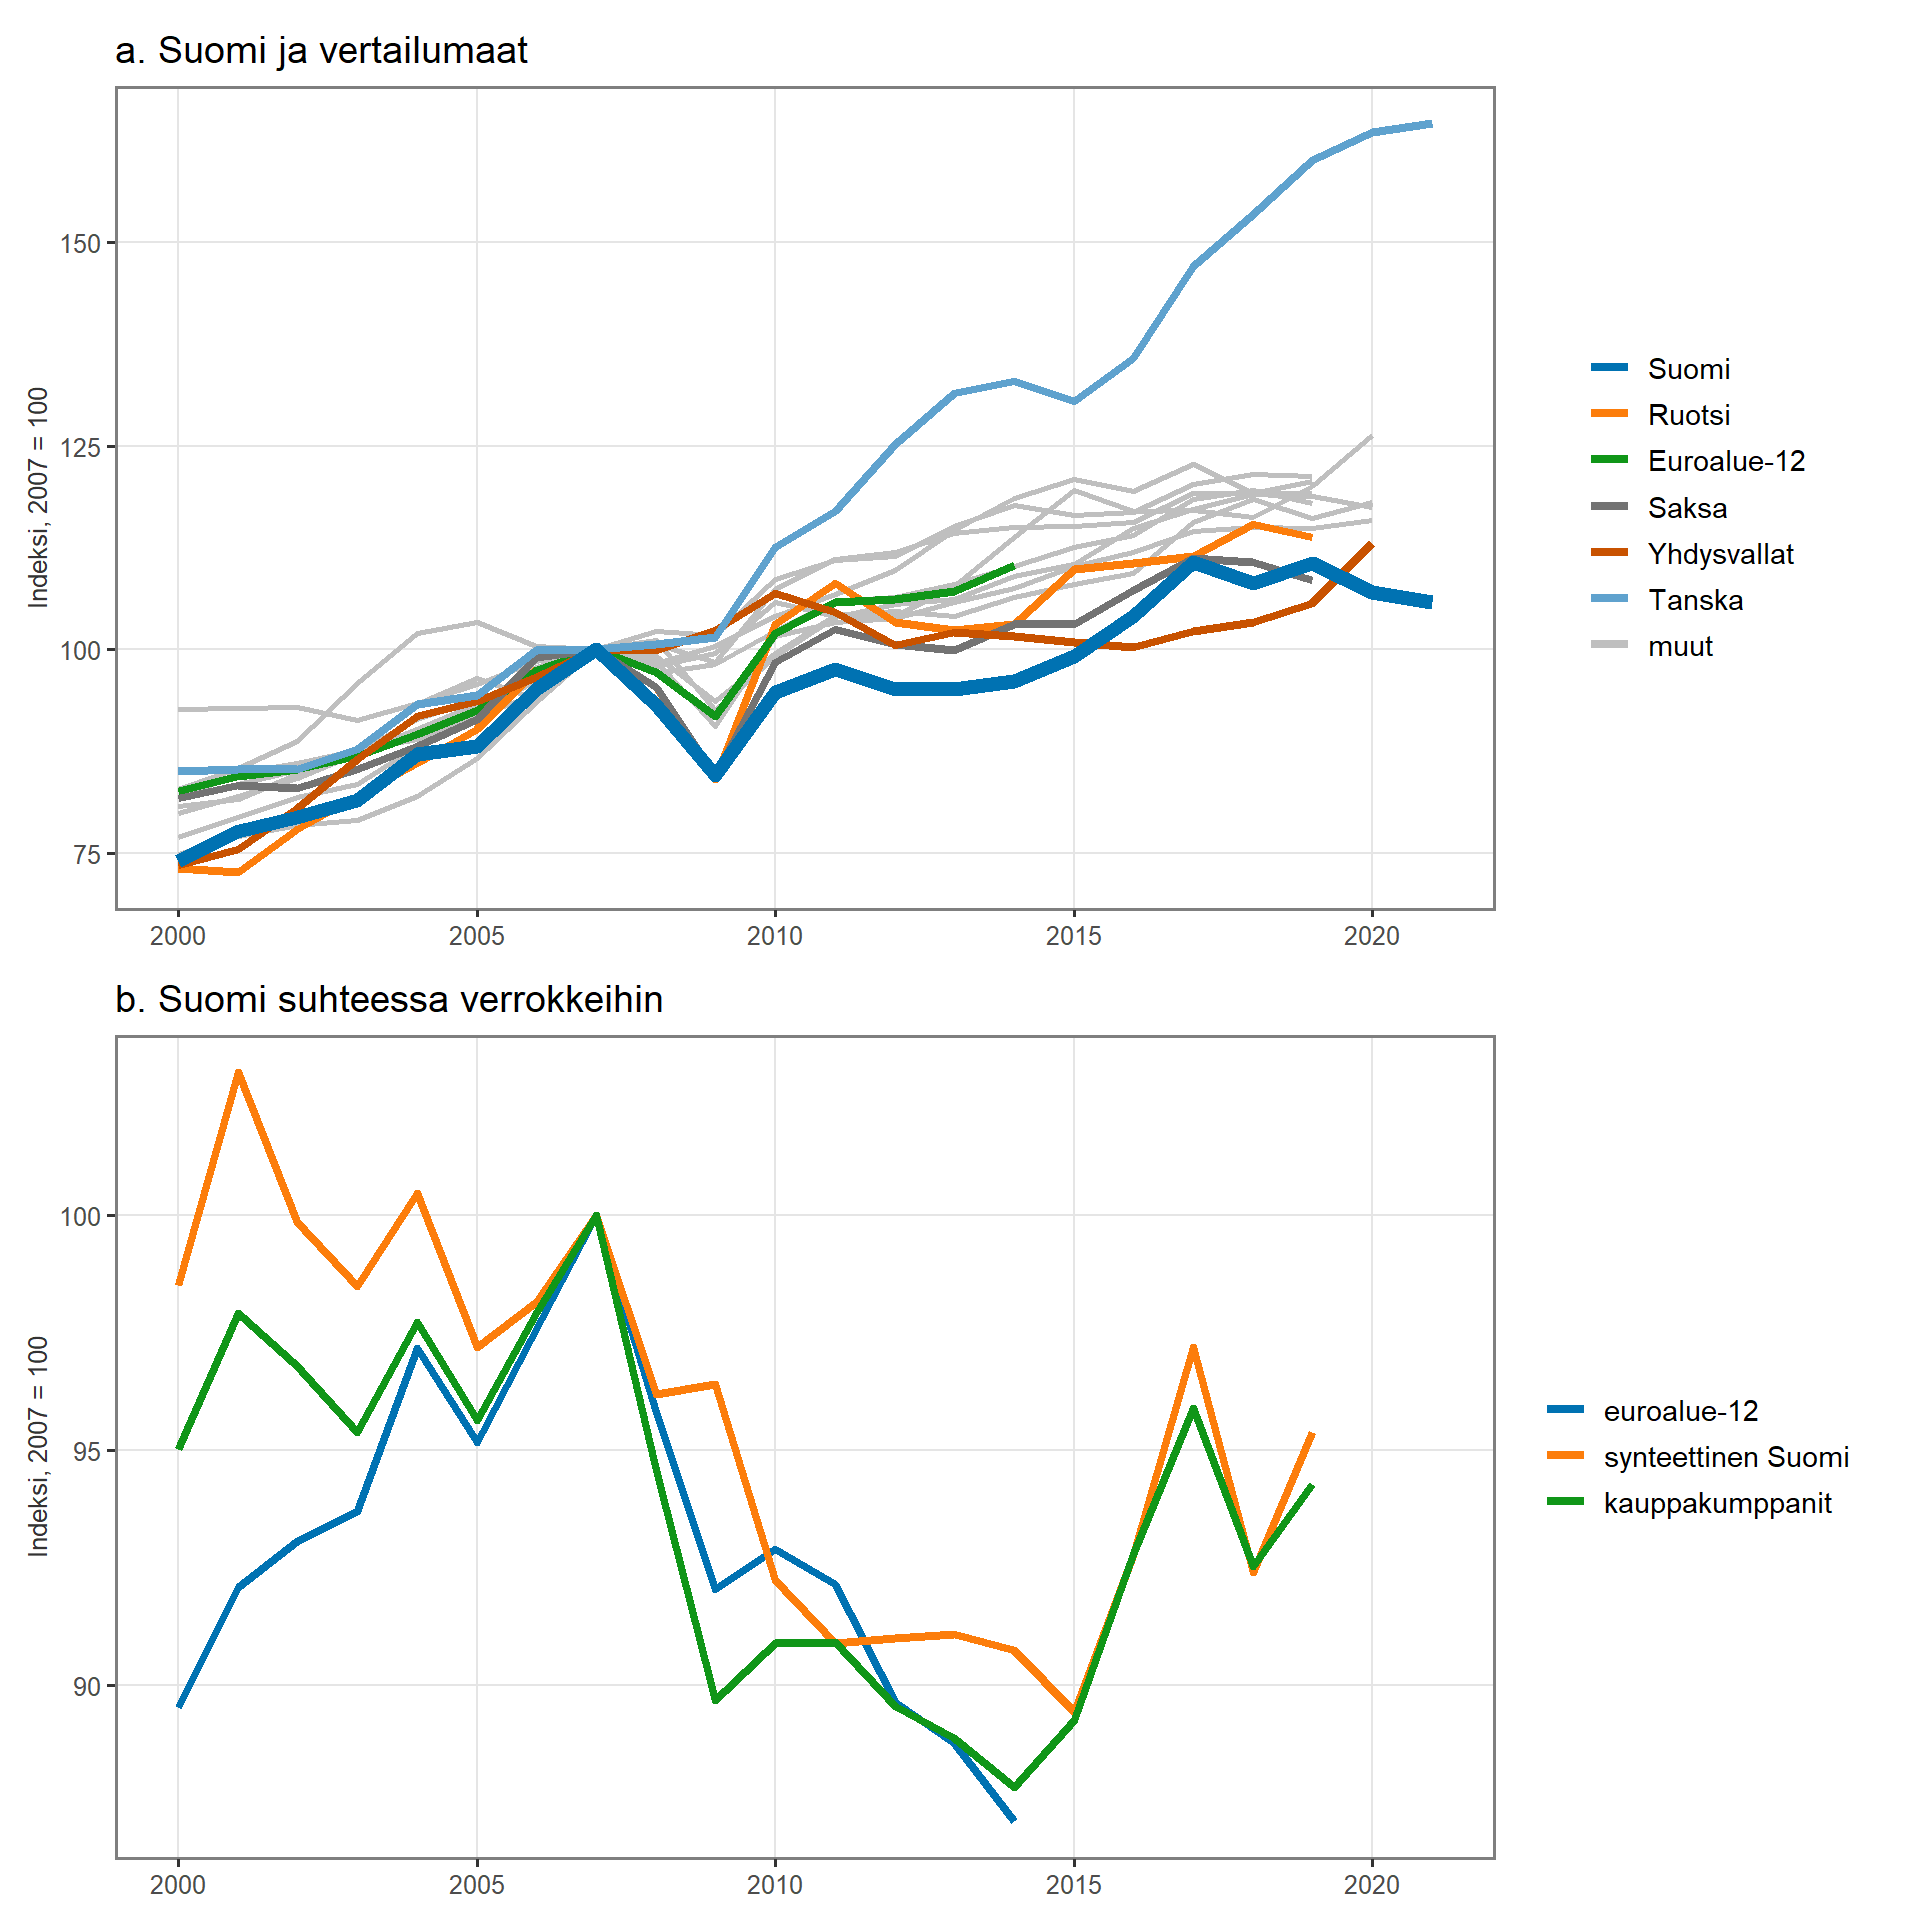 a. Suomi ja vertailumaat
Indeksi, 2007 = 100
150
125
100
75
2000 2005 2010 2015 2020
Suomi
Ruotsi
Euroalue-12
Saksa
Yhdysvallat
Tanska
muut
b. Suomi suhteessa verrokkeihin
Indeksi, 2007 = 100
100
95
90
2000 2005 2010 2015 2020
euroalue-12
synteettinen Suomi
kauppakumppanit